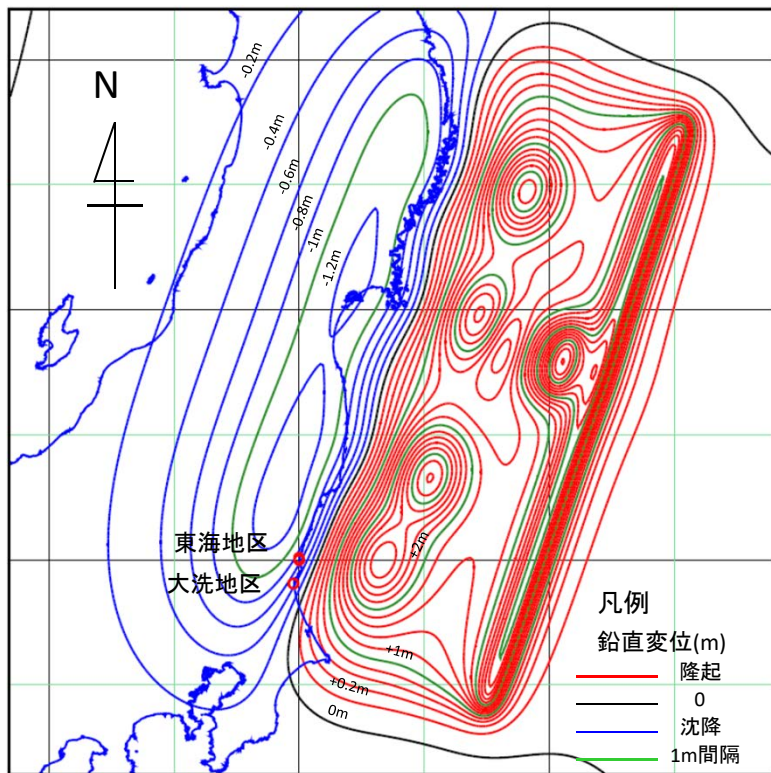 -0.2m
N
-0.4m
-0.6m
-0.8m
-1m
-1.2m
東海地区
大洗地区
+2m
+1m
+0.2m
0m
凡例
鉛直変位(m)
隆起
0
沈降
1m間隔